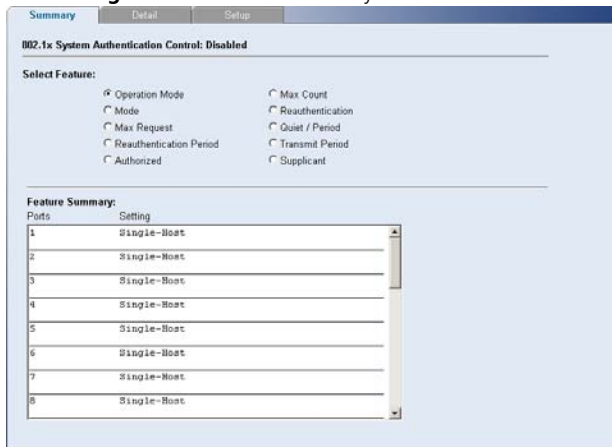 Summary Detail Setup
802.1x System Authentication Control: Disabled
Select Feature:
Operation Mode Max Count
Mode Reauthentication
Max Request Quiet / Period
Reauthentication Period Transmit Period
Authorized Supplicant
Feature Summary:
Ports Setting
1 Single-Host
2 Single-Host
3 Single-Host
4 Single-Host
5 Single-Host
6 Single-Host
7 Single-Host
8 Single-Host